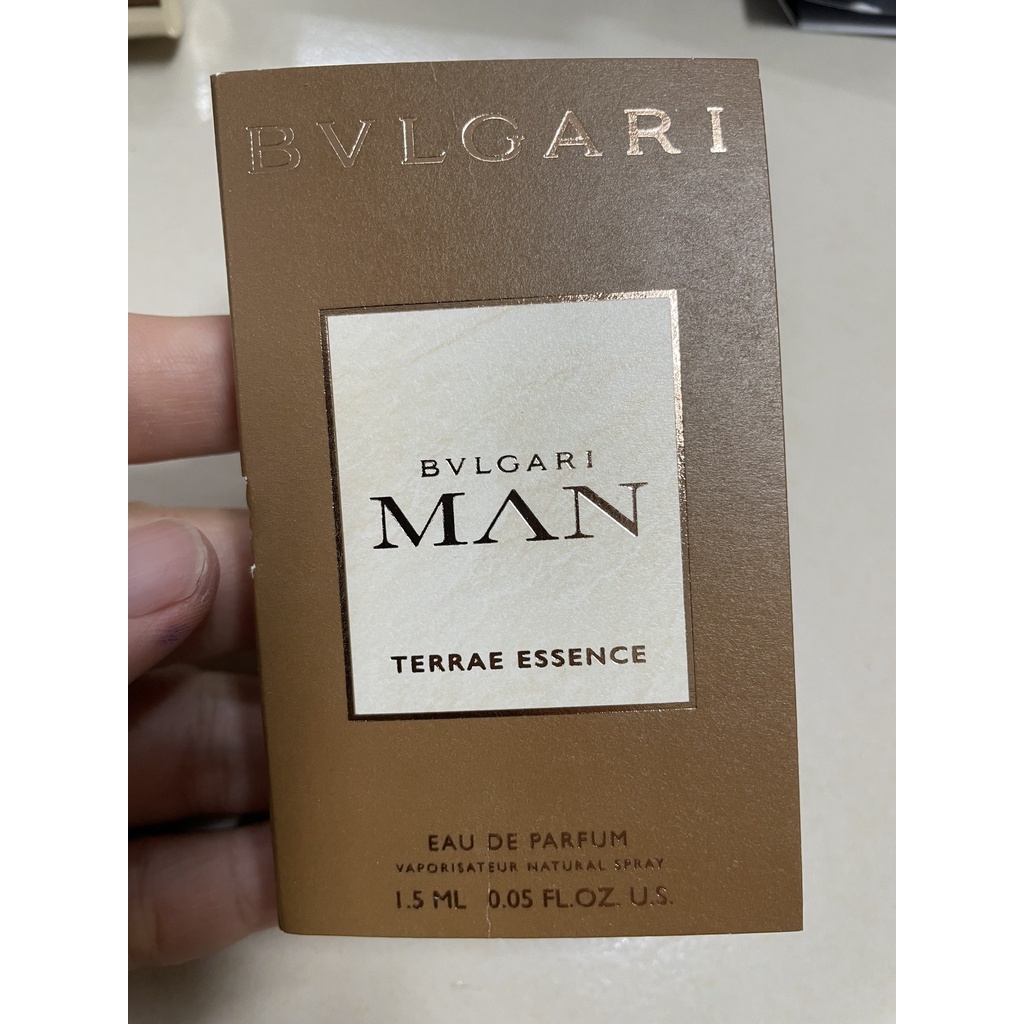 BVLGARI
BVLGARI
MAN
TERRAE ESSENCE
EAU DE PARFUM
VAPORISATEUR NATURAL SPRAY
1.5 ML 0.05 FL.OZ. U.S.